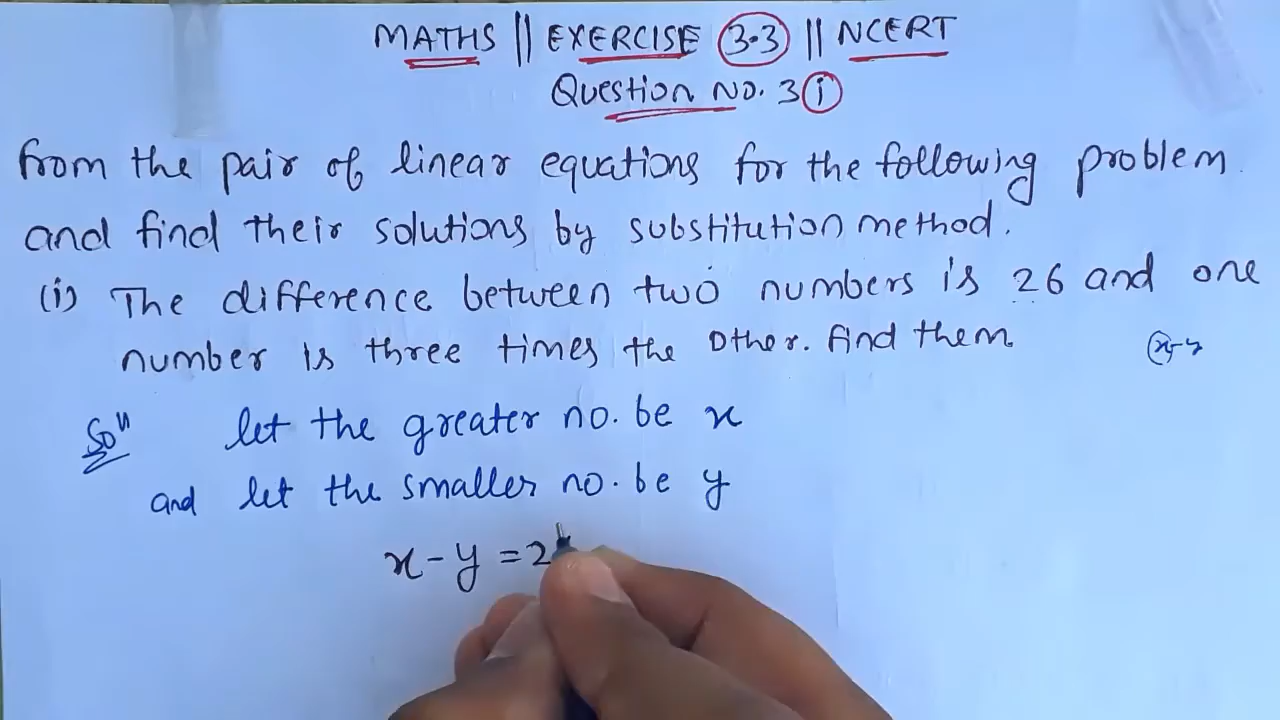 MATHS || EXERCISE 3.3 || NCERT
Question No. 3 i
from the pair of linear equations for the following problem
and find their solutions by substitution method.
(i) The difference between two numbers is 26 and one
number is three times the other. find them.
x-y
Soln let the greater no. be x
and let the smaller no. be y
x - y = 2